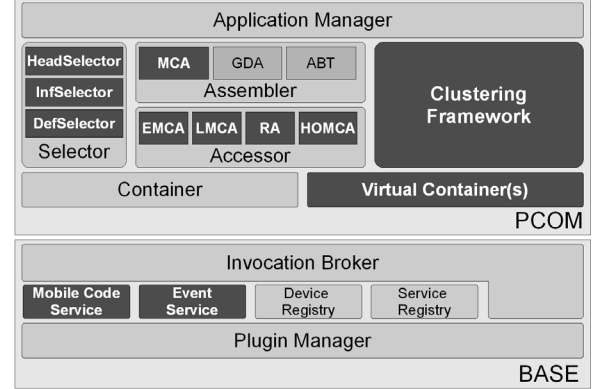 Application Manager
HeadSelector
InfSelector
DefSelector
Selector
MCA GDA ABT
Assembler
EMCA LMCA RA HOMCA
Accessor
Clustering
Framework
Container
Virtual Container(s)
PCOM
Invocation Broker
Mobile Code
Service
Event
Service
Device
Registry
Service
Registry
Plugin Manager
BASE